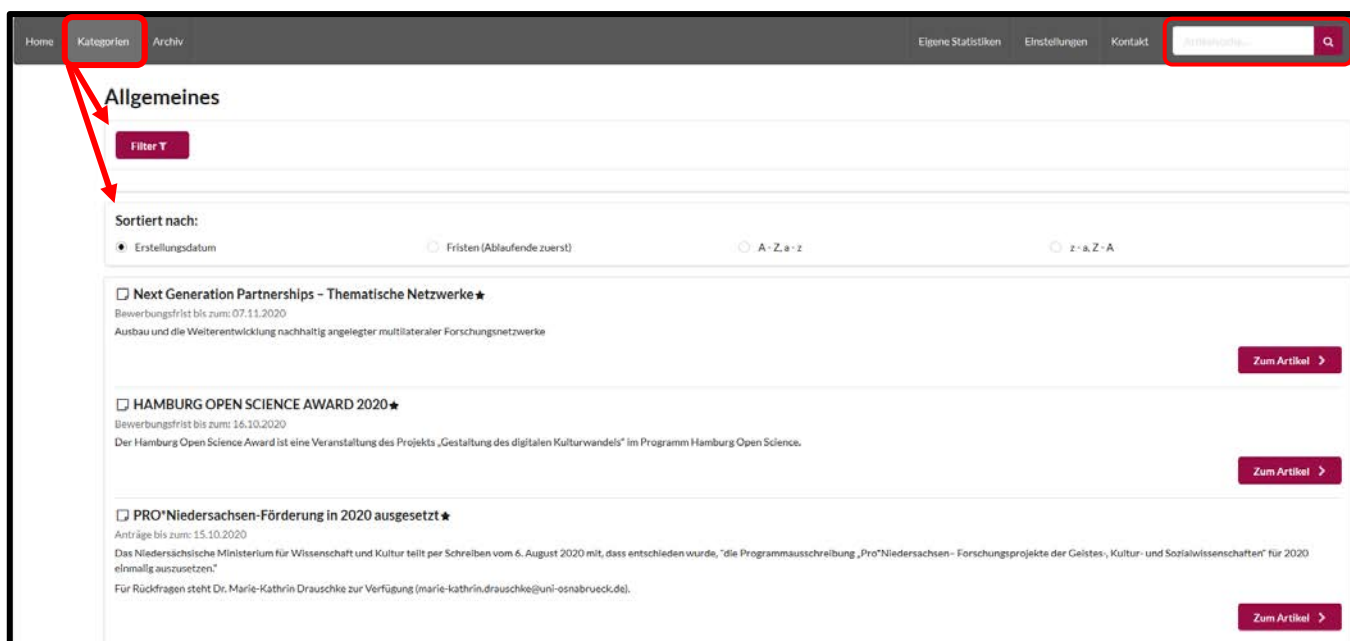 Home Kategorien Archiv Eigene Statistiken Einstellungen Kontakt
Allgemeines
Filter
Sortiert nach:
Erstellungsdatum Fristen (Ablaufende zuerst) A - Z, a - z z - a, Z - A
Next Generation Partnerships – Thematische Netzwerke
Bewerbungsfrist bis zum: 07.11.2020
Ausbau und die Weiterentwicklung nachhaltig angelegter multilateraler Forschungsnetzwerke
Zum Artikel
HAMBURG OPEN SCIENCE AWARD 2020
Bewerbungsfrist bis zum: 16.10.2020
Der Hamburg Open Science Award ist eine Veranstaltung des Projekts „Gestaltung des digitalen Kulturwandels“ im Programm Hamburg Open Science.
Zum Artikel
PRO*Niedersachsen-Förderung in 2020 ausgesetzt
Anträge bis zum: 15.10.2020
Das Niedersächsische Ministerium für Wissenschaft und Kultur teilt per Schreiben vom 6. August 2020 mit, dass entschieden wurde, "die Programmausschreibung „Pro*Niedersachsen – Forschungsprojekte der Geistes-, Kultur- und Sozialwissenschaften" für 2020
einmalig auszusetzen."
Für Rückfragen steht Dr. Marie-Kathrin Drauschke zur Verfügung (marie-kathrin.drauschke@uni-osnabrueck.de).
Zum Artikel